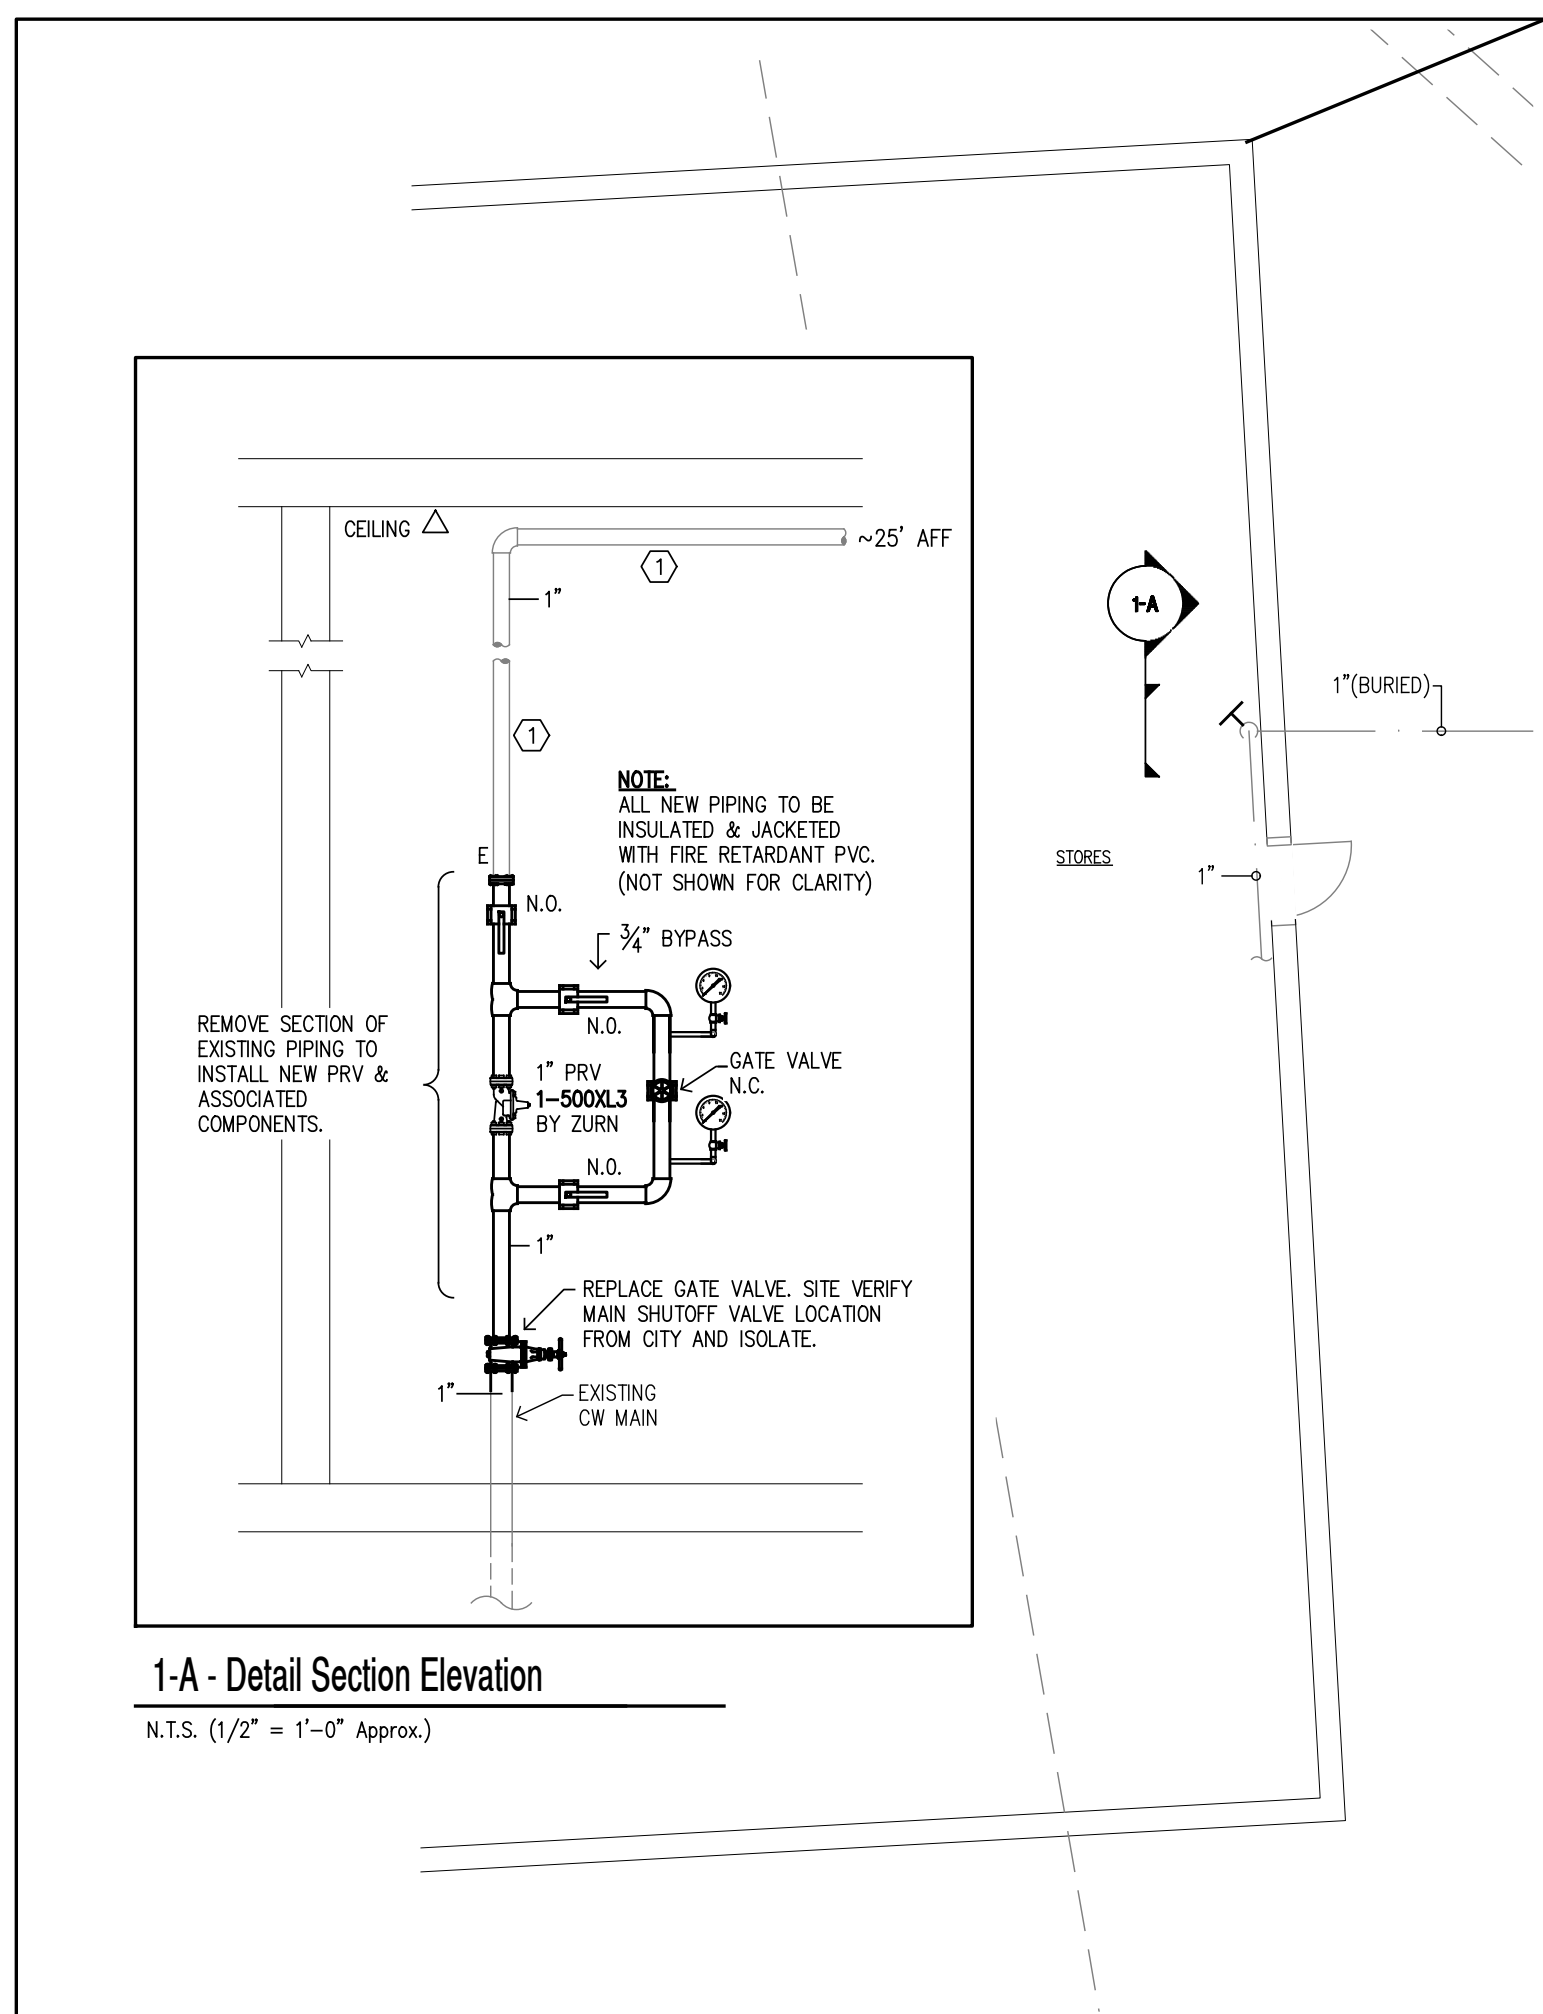 CEILING
~25' AFF
1
1"
1
NOTE:
ALL NEW PIPING TO BE
INSULATED & JACKETED
WITH FIRE RETARDANT PVC.
(NOT SHOWN FOR CLARITY)
E
N.O.
3/4" BYPASS
N.O.
REMOVE SECTION OF
EXISTING PIPING TO
INSTALL NEW PRV &
ASSOCIATED
COMPONENTS.
1" PRV
1-500XL3
BY ZURN
GATE VALVE
N.C.
N.O.
1"
REPLACE GATE VALVE. SITE VERIFY
MAIN SHUTOFF VALVE LOCATION
FROM CITY AND ISOLATE.
1"
EXISTING
CW MAIN
1-A - Detail Section Elevation
N.T.S. (1/2" = 1'-0" Approx.)
1-A
1"(BURIED)
STORES
1"